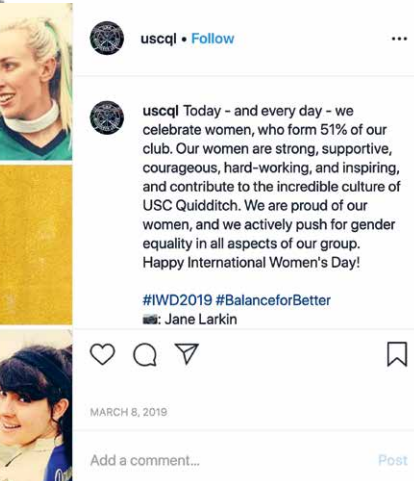 uscql • Follow
uscql Today - and every day - we
celebrate women, who form 51% of our
club. Our women are strong, supportive,
courageous, hard-working, and inspiring,
and contribute to the incredible culture of
USC Quidditch. We are proud of our
women, and we actively push for gender
equality in all aspects of our group.
Happy International Women's Day!
#IWD2019 #BalanceforBetter
📷: Jane Larkin
MARCH 8, 2019
Add a comment...
Post